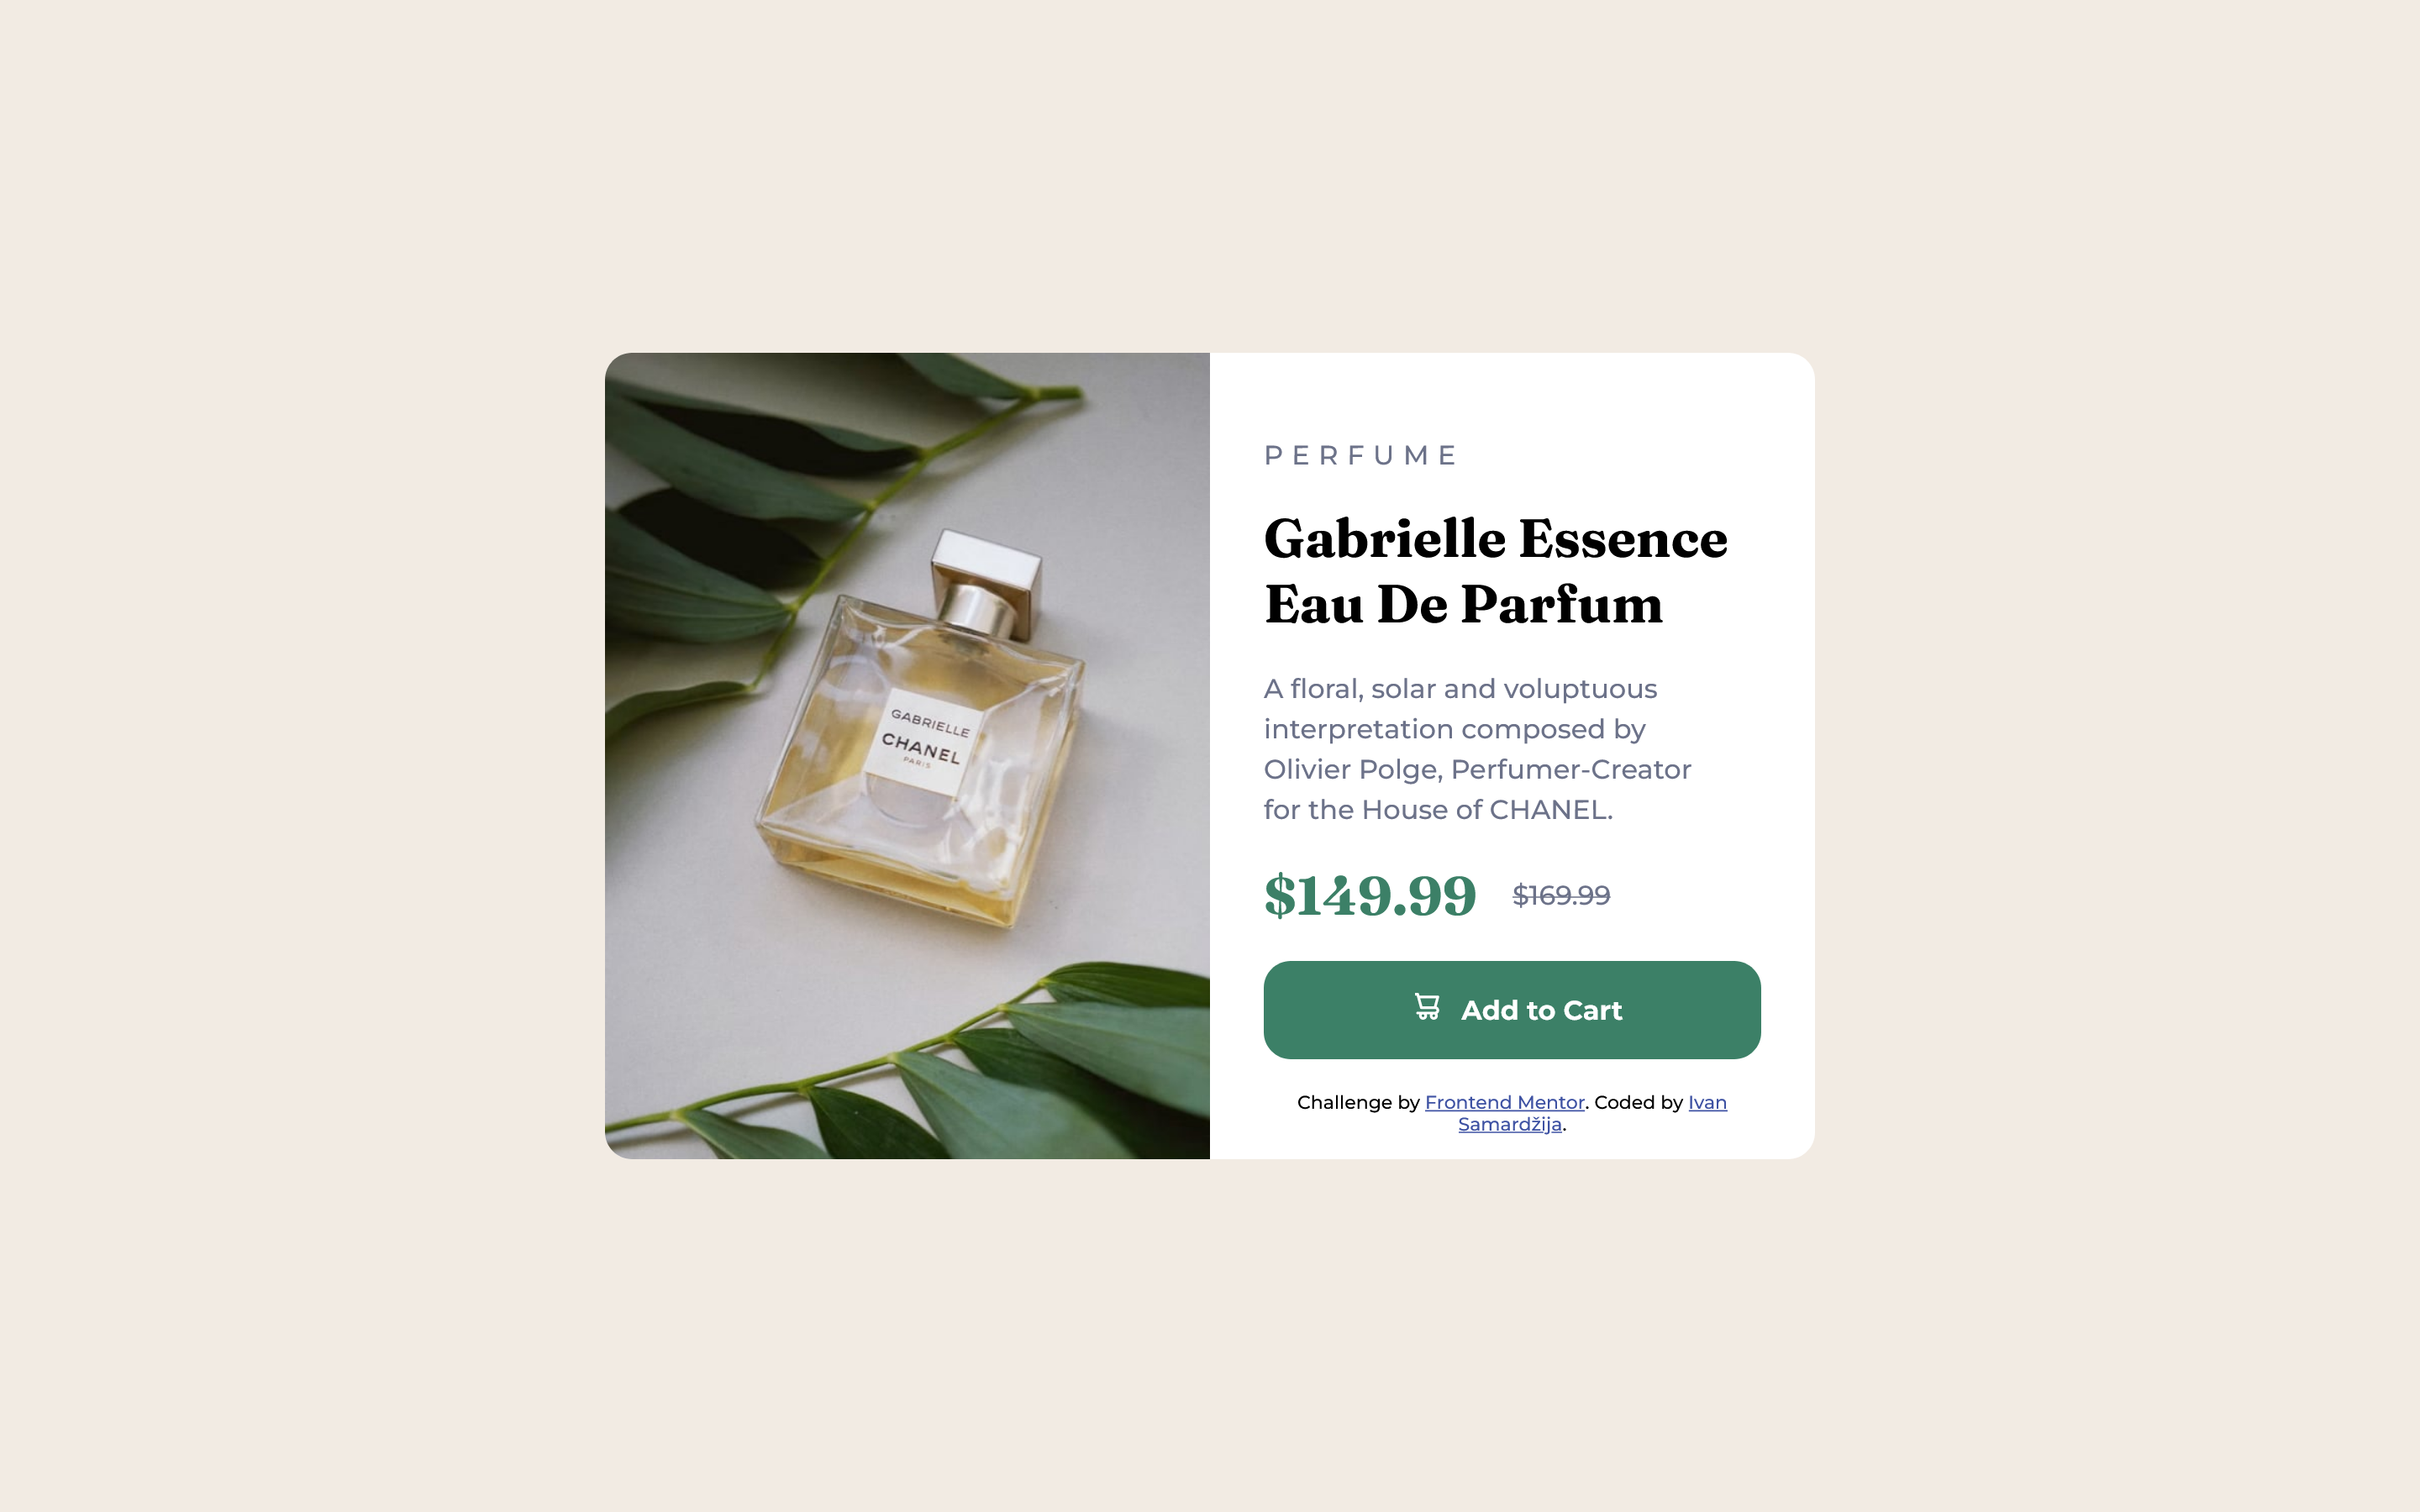 GABRIELLE
CHANEL
PARIS
PERFUME
Gabrielle Essence
Eau De Parfum
A floral, solar and voluptuous
interpretation composed by
Olivier Polge, Perfumer-Creator
for the House of CHANEL.
$149.99 $169.99
Add to Cart
Challenge by Frontend Mentor. Coded by Ivan
Samardžija.